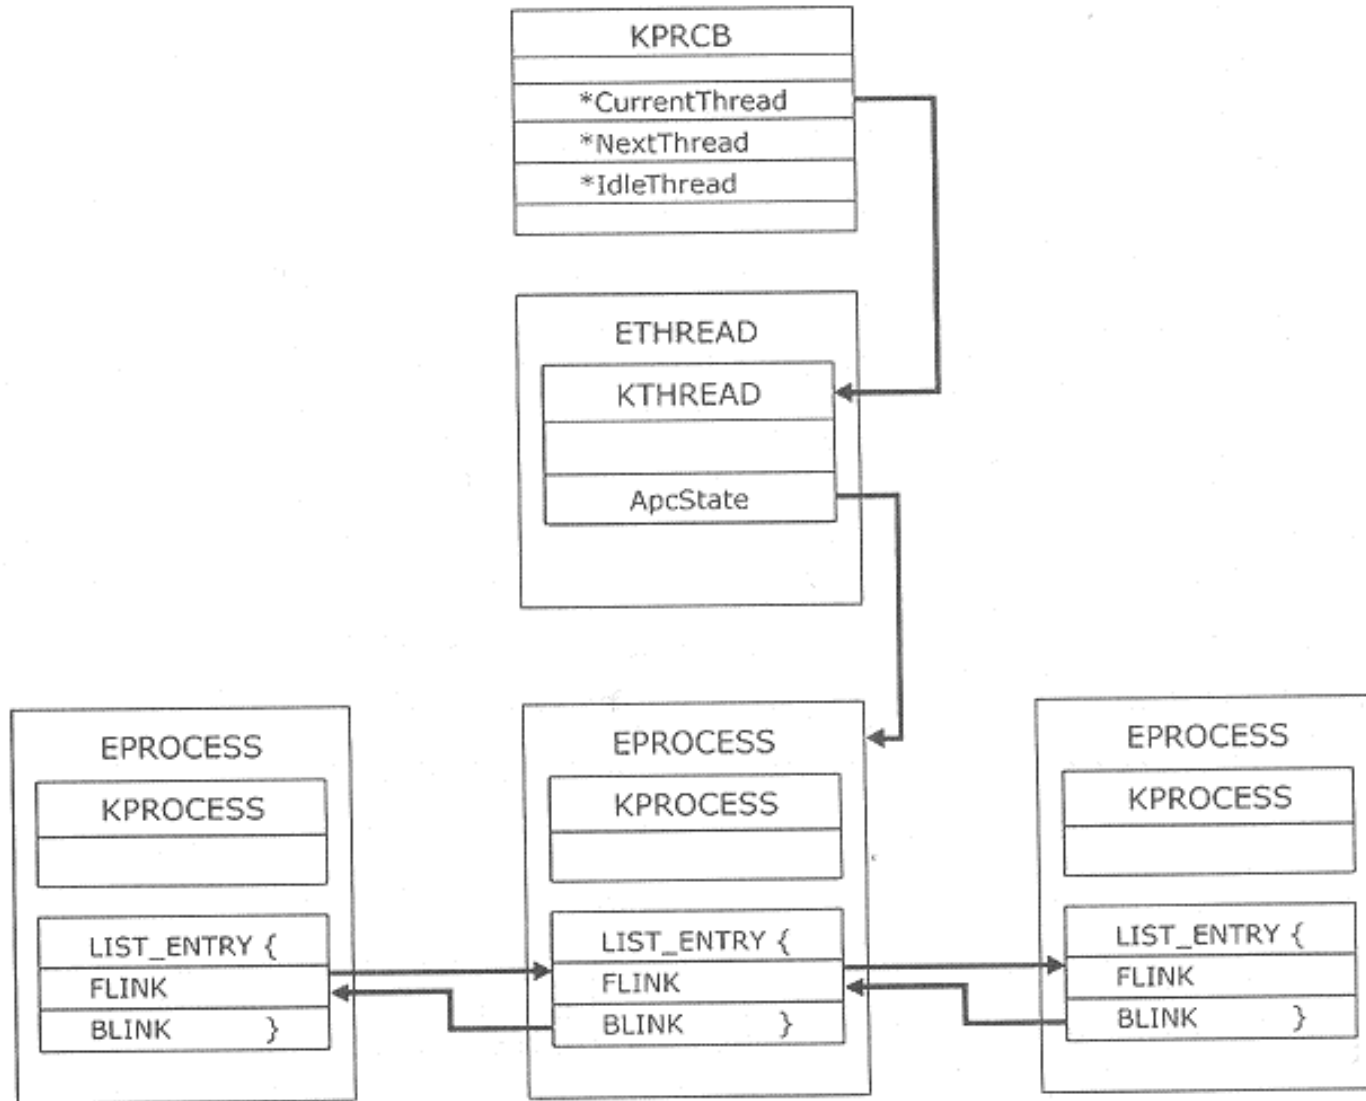 KPRCB
*CurrentThread
*NextThread
*IdleThread
ETHREAD
KTHREAD
ApcState
EPROCESS
KPROCESS
LIST_ENTRY {
FLINK
BLINK }
EPROCESS
KPROCESS
LIST_ENTRY {
FLINK
BLINK }
EPROCESS
KPROCESS
LIST_ENTRY {
FLINK
BLINK }